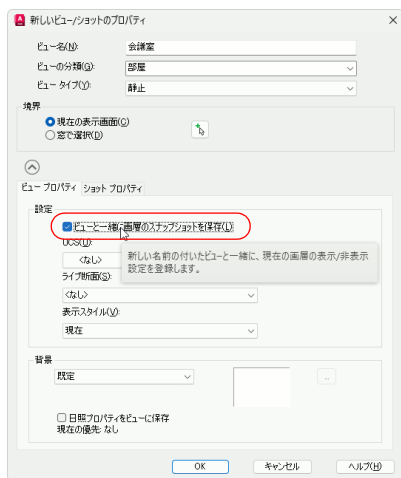 新しいビュー/ショットのプロパティ
ビュー名(N): 会議室
ビューの分類(G): 部屋
ビュー タイプ(Y): 静止
境界
現在の表示画面(C)
窓で選択(D)
ビュー プロパティ ショット プロパティ
設定
ビューと一緒に画層のスナップショットを保存(L)
UCS(U):
<なし>
新しい名前の付いたビューと一緒に、現在の画層の表示/非表示
設定を登録します。
ライブ断面(S):
<なし>
表示スタイル(V):
現在
背景
既定
...
日照プロパティをビューに保存
現在の優先: なし
OK キャンセル ヘルプ(H)